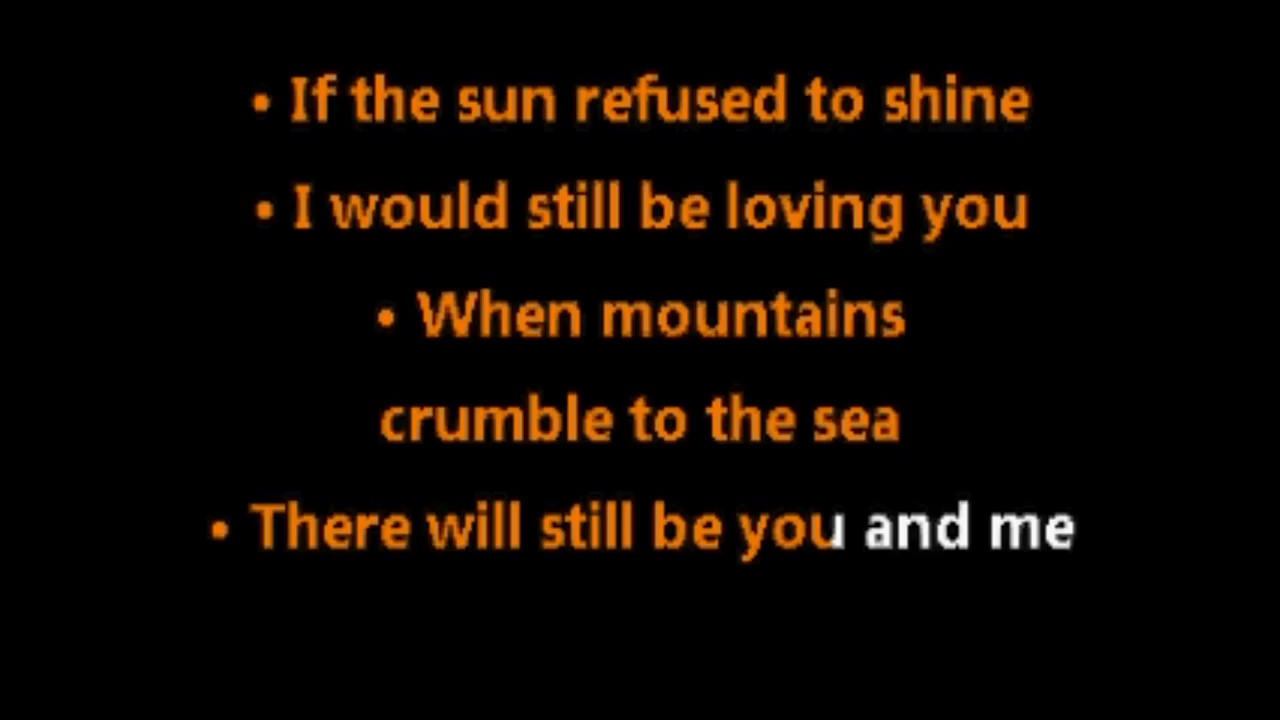 • If the sun refused to shine
• I would still be loving you
• When mountains
crumble to the sea
• There will still be you and me